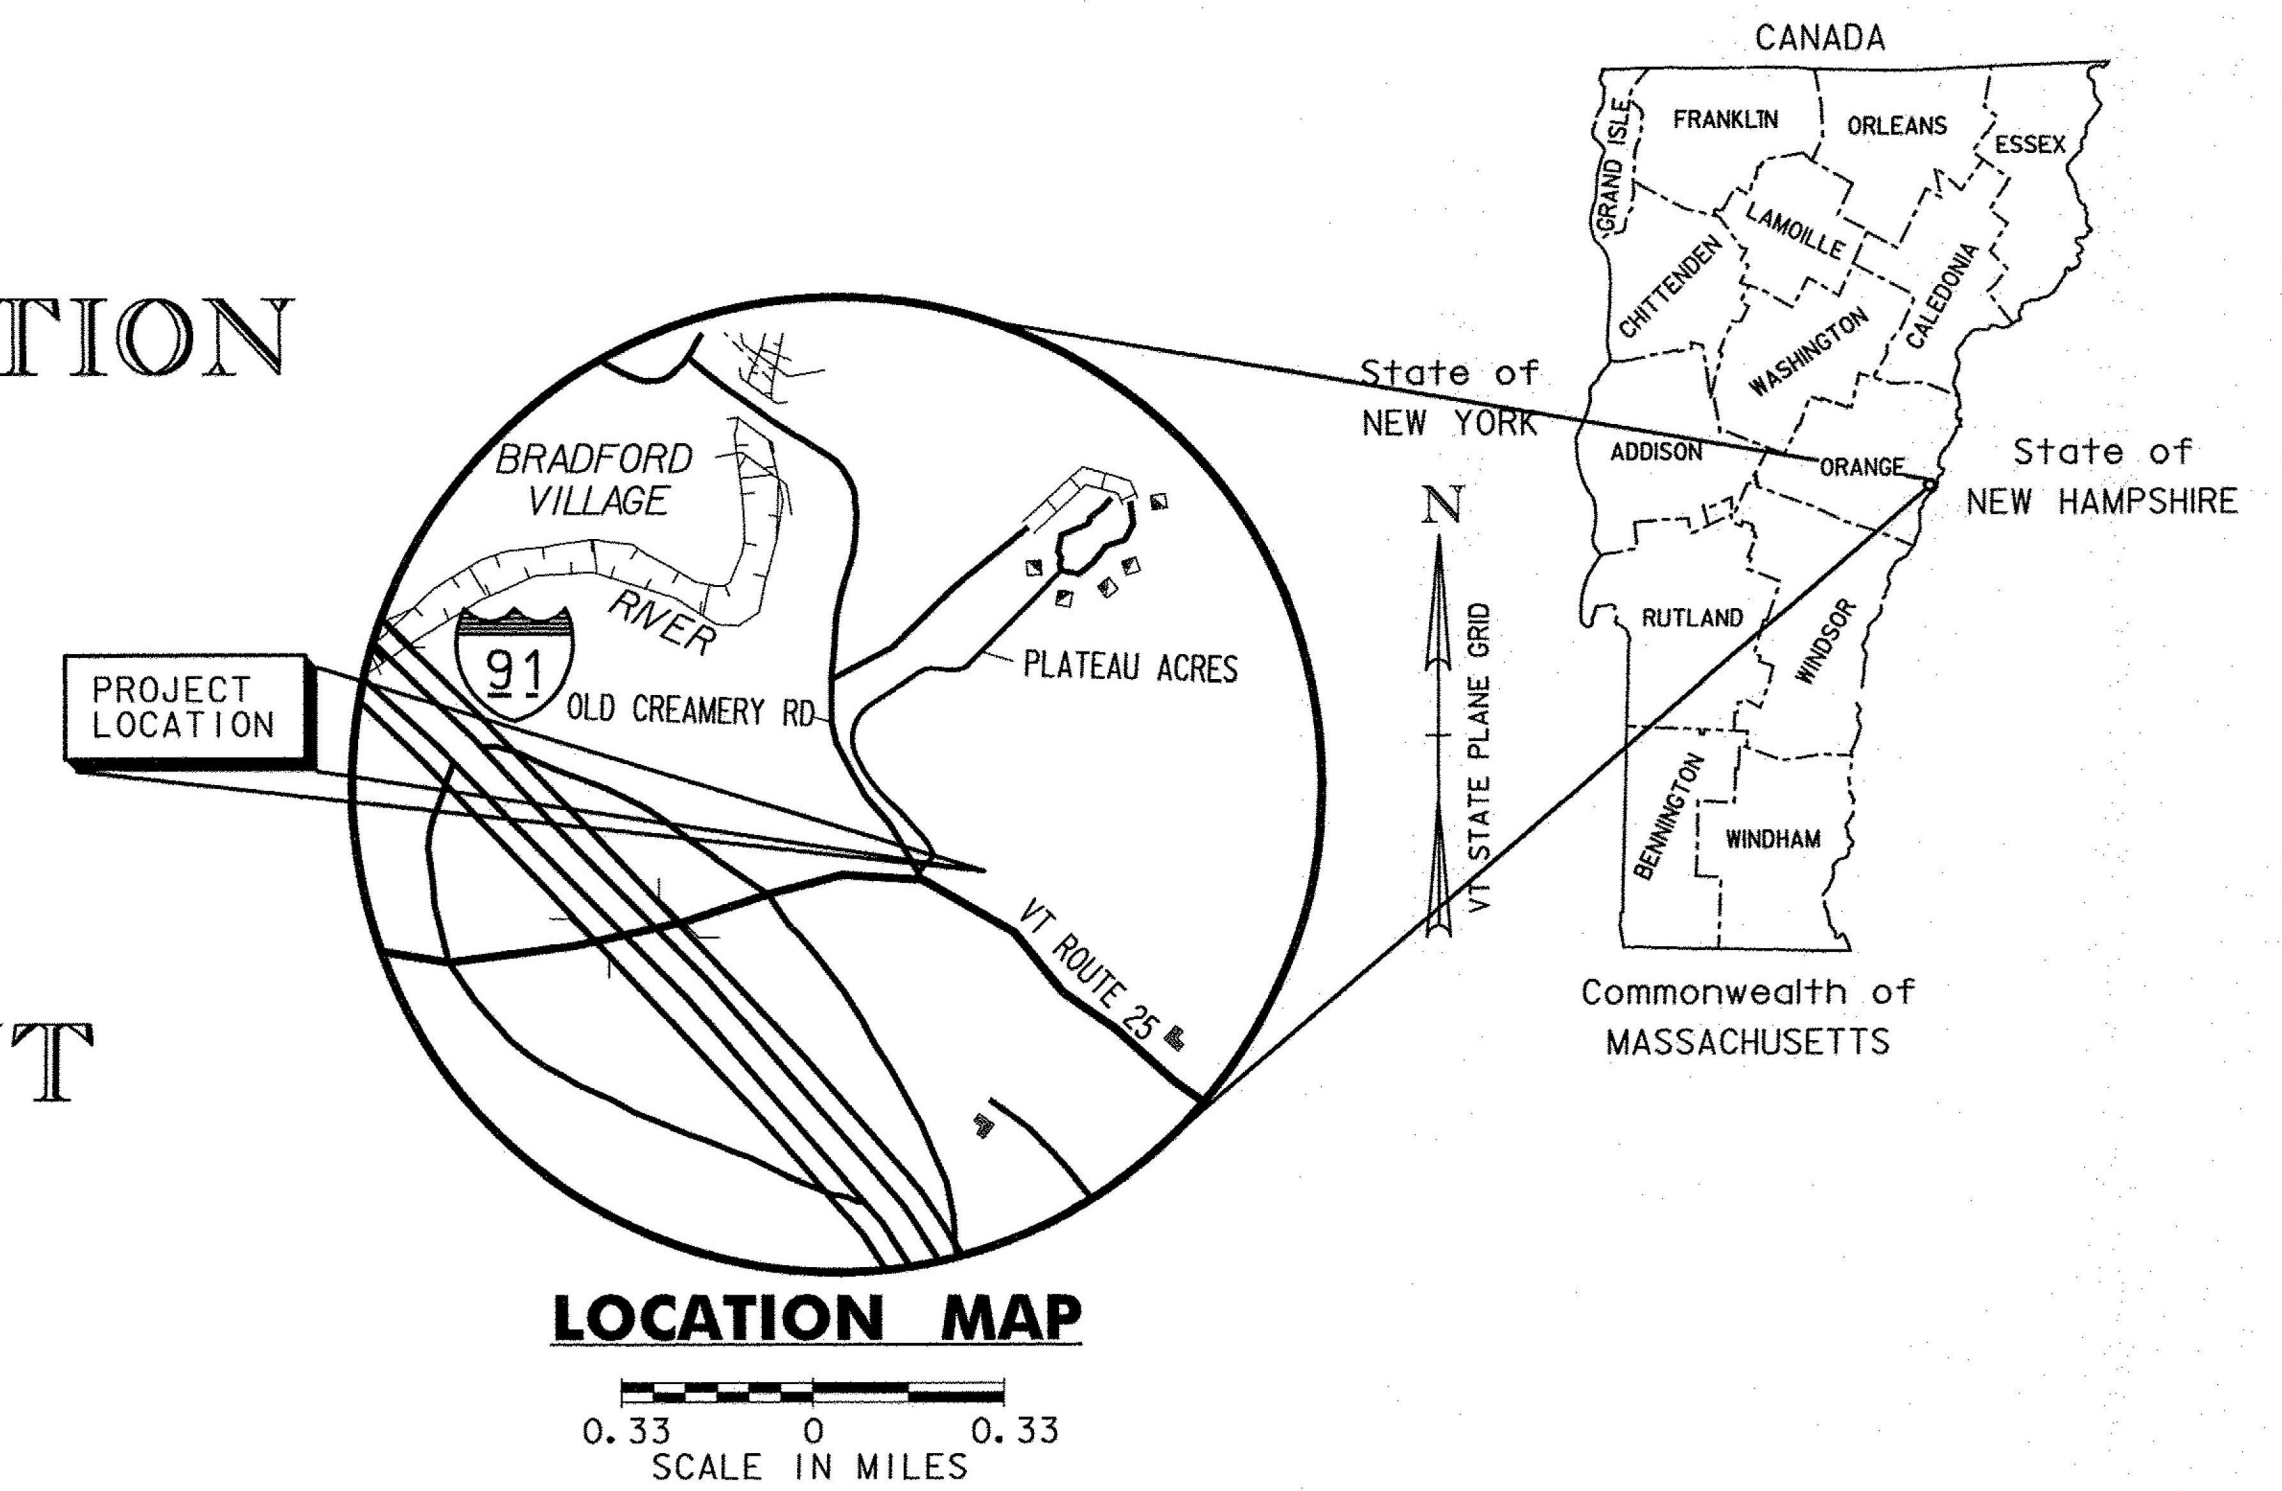 TION
T
CANADA
GRAND ISLE
FRANKLIN
ORLEANS
ESSEX
LAMOILLE
CHITTENDEN
CALEDONIA
WASHINGTON
State of
NEW YORK
ADDISON
ORANGE
State of
NEW HAMPSHIRE
RUTLAND
WINDSOR
BENNINGTON
WINDHAM
Commonwealth of
MASSACHUSETTS
N
VT STATE PLANE GRID
BRADFORD
VILLAGE
RIVER
91
PROJECT
LOCATION
OLD CREAMERY RD
PLATEAU ACRES
VT ROUTE 25
LOCATION MAP
0.33 0 0.33
SCALE IN MILES